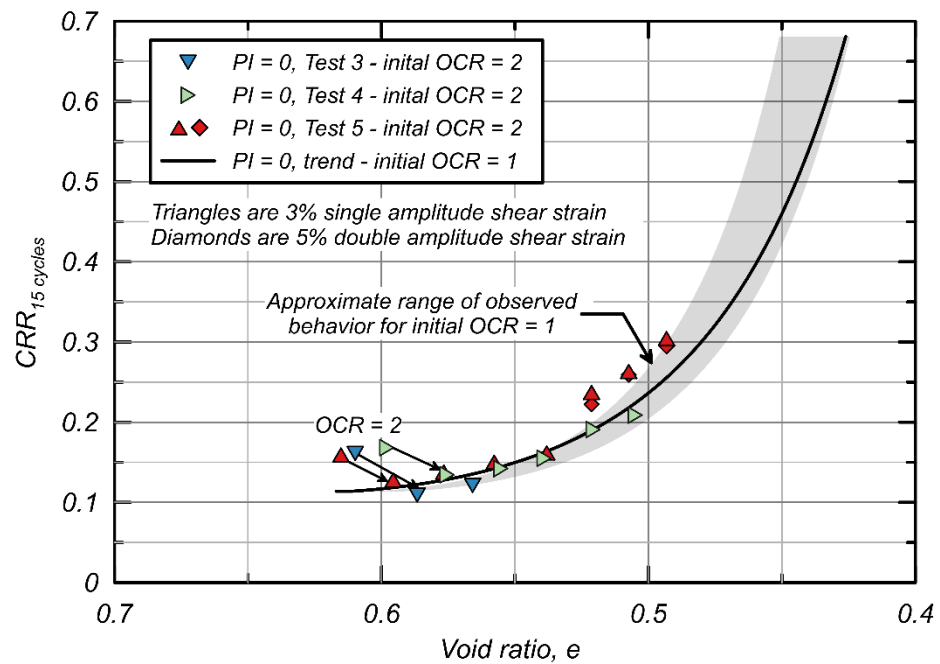 0.7
0.6
0.5
0.4
0.3
0.2
0.1
0
CRR15 cycles
PI = 0, Test 3 - inital OCR = 2
PI = 0, Test 4 - inital OCR = 2
PI = 0, Test 5 - inital OCR = 2
PI = 0, trend - initial OCR = 1
Triangles are 3% single amplitude shear strain
Diamonds are 5% double amplitude shear strain
Approximate range of observed
behavior for initial OCR = 1
OCR = 2
0.7 0.6 0.5 0.4
Void ratio, e